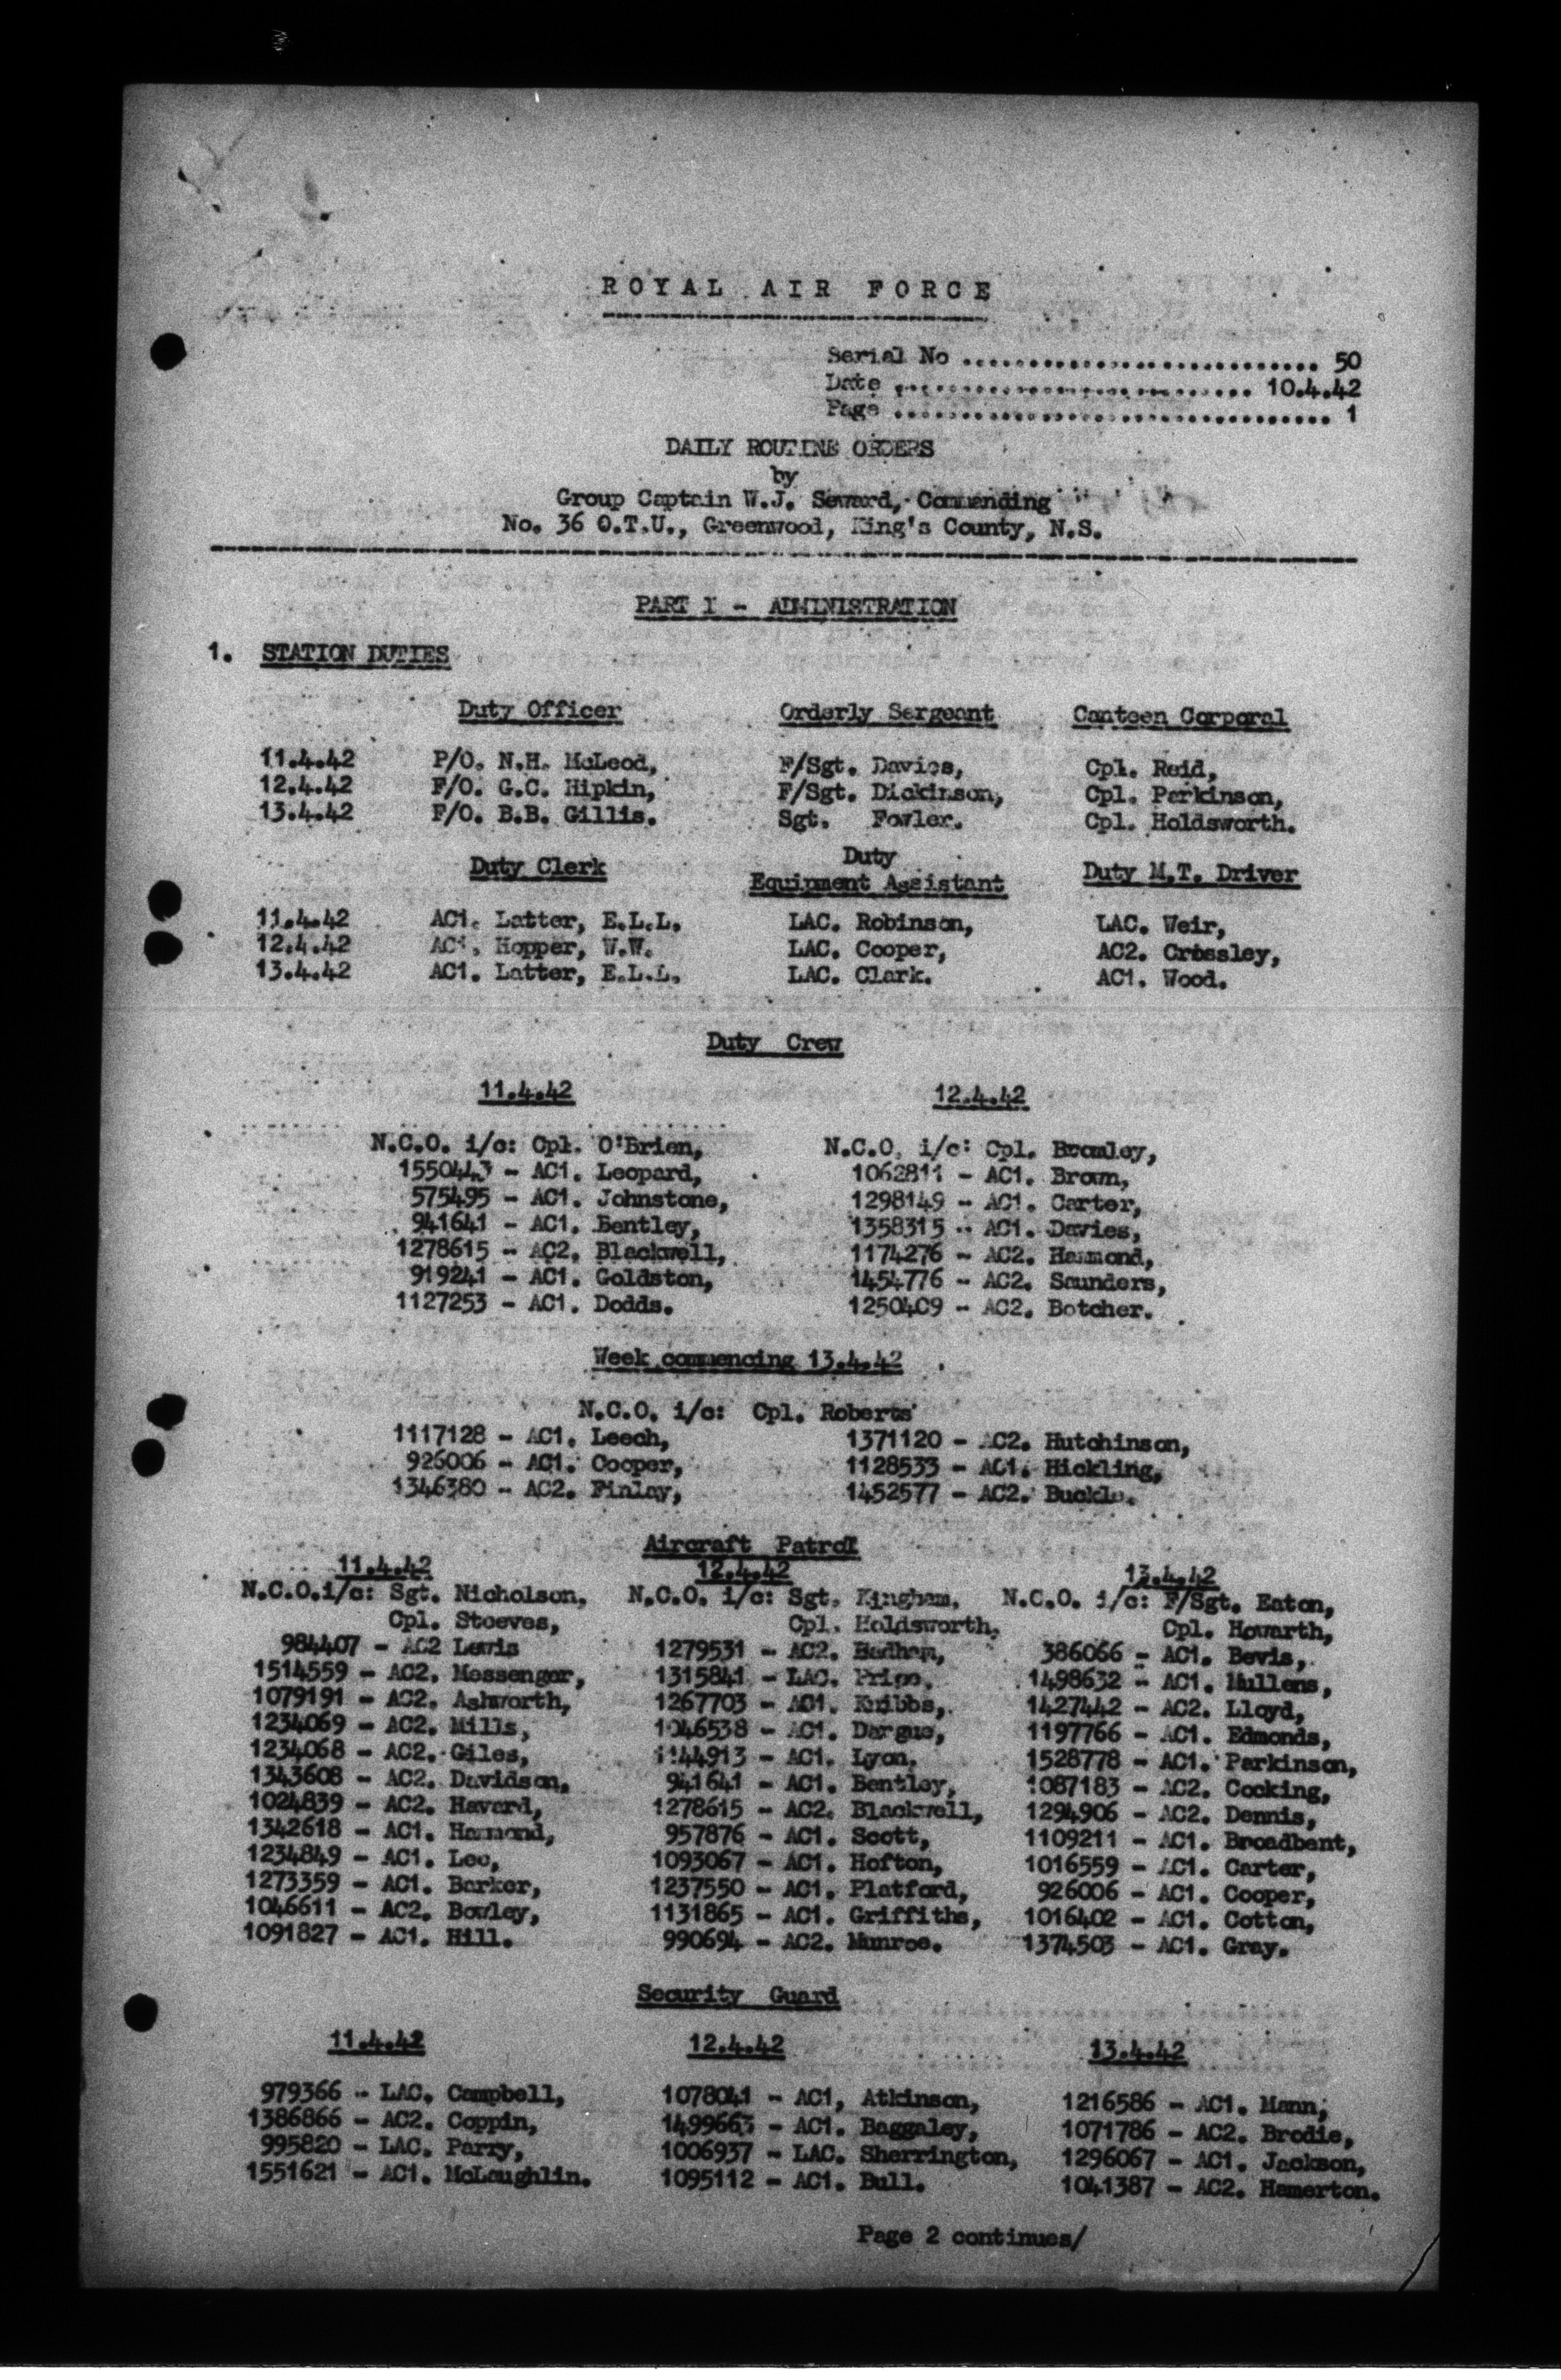 ROYAL AIR FORCE
Serial No ........................... 50
Date ........................... 10.4.42
Page ................................. 1
DAILY ROUTINE ORDERS
by
Group Captain W.J. Seward, Commanding
No. 36 O.T.U., Greenwood, King's County, N.S.
PART I - ADMINISTRATION
1. STATION DUTIES
Duty Officer Orderly Sergeant Canteen Corporal
11.4.42 P/O. N.H. McLeod, F/Sgt. Davies, Cpl. Reid,
12.4.42 F/O. G.C. Hipkin, F/Sgt. Dickinson, Cpl. Parkinson,
13.4.42 F/O. B.B. Gillis. Sgt. Fowler. Cpl. Holdsworth.
Duty Clerk Duty Equipment Assistant Duty M.T. Driver
11.4.42 AC1. Latter, E.L.L. LAC. Robinson, LAC. Weir,
12.4.42 AC1. Hopper, W.W. LAC. Cooper, AC2. Crossley,
13.4.42 AC1. Latter, E.L.L. LAC. Clark. AC1. Wood.
Duty Crew
11.4.42 12.4.42
N.C.O. i/c: Cpl. O'Brien, N.C.O. i/c: Cpl. Bromley,
1550443 - AC1. Leopard, 1062811 - AC1. Brown,
575495 - AC1. Johnstone, 1298149 - AC1. Carter,
941641 - AC1. Bentley, 1358315 - AC1. Davies,
1278615 - AC2. Blackwell, 1174276 - AC2. Hammond,
919241 - AC1. Goldston, 1454776 - AC2. Saunders,
1127253 - AC1. Dodds. 1250409 - AC2. Botcher.
Week commencing 13.4.42
N.C.O. i/c: Cpl. Roberts
1117128 - AC1. Leech, 1371120 - AC2. Hutchinson,
926006 - AC1. Cooper, 1128533 - AC1. Hickling,
1346380 - AC2. Finlay, 1452577 - AC2. Buckle.
Aircraft Patrol
11.4.42 12.4.42 13.4.42
N.C.O.i/c: Sgt. Nicholson, N.C.O. i/c: Sgt. Kingham, N.C.O. i/c: F/Sgt. Eaton,
Cpl. Steeves, Cpl. Holdsworth, Cpl. Howarth,
984407 - AC2 Lewis 1279531 - AC2. Badham, 386066 - AC1. Bevis,
1514559 - AC2. Messenger, 1315841 - LAC. 1498632 - AC1. Mullens,
1079191 - AC2. Ashworth, 1267703 - AC1. Kribbs, 1427442 - AC2. Lloyd,
1234069 - AC2. Mills, 1046538 - AC1. Dargue, 1197766 - AC1. Edmonds,
1234068 - AC2. Giles, 1144913 - AC1. Lyon, 1528778 - AC1. Parkinson,
1343608 - AC2. Davidson, 941641 - AC1. Bentley, 1087183 - AC2. Cocking,
1024839 - AC2. Havard, 1278615 - AC2. Blackwell, 1294906 - AC2. Dennis,
1342618 - AC1. Hammond, 957876 - AC1. Scott, 1109211 - AC1. Broadbent,
1234849 - AC1. Lee, 1093067 - AC1. Hofton, 1016559 - AC1. Carter,
1273359 - AC1. Barker, 1237550 - AC1. Platford, 926006 - AC1. Cooper,
1046611 - AC2. Bowley, 1131865 - AC1. Griffiths, 1016402 - AC1. Cotton,
1091827 - AC1. Hill. 990694 - AC2. Munroe. 1374503 - AC1. Gray.
Security Guard
11.4.42 12.4.42 13.4.42
979366 - LAC. Campbell, 1078041 - AC1, Atkinson, 1216586 - AC1. Mann,
1386866 - AC2. Coppin, 1499663 - AC1. Baggaley, 1071786 - AC2. Brodie,
995820 - LAC. Parry, 1006937 - LAC. Sherrington, 1296067 - AC1. Jackson,
1551621 - AC1. McLaughlin. 1095112 - AC1. Bull. 1041387 - AC2. Hamerton.
Page 2 continues/